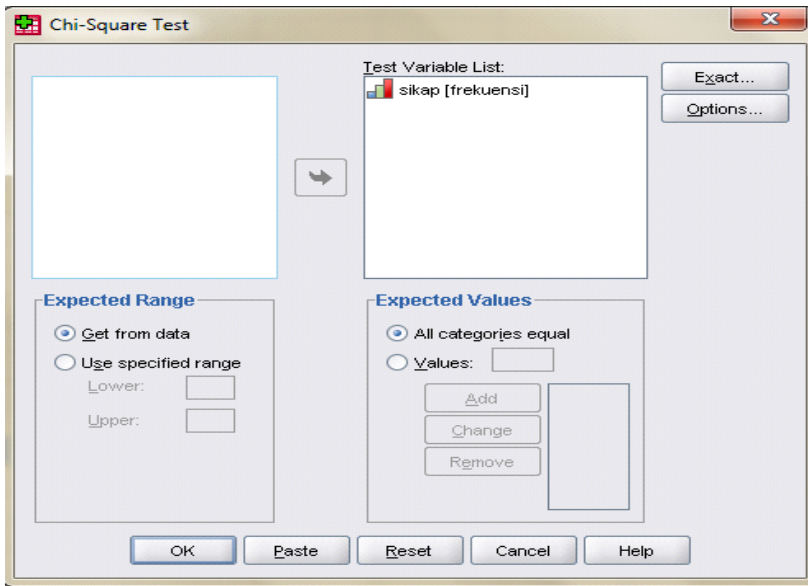 Chi-Square Test
Test Variable List:
sikap [frekuensi]
Exact...
Options...
Expected Range
Get from data
Use specified range
Lower:
Upper:
Expected Values
All categories equal
Values:
Add
Change
Remove
OK
Paste
Reset
Cancel
Help